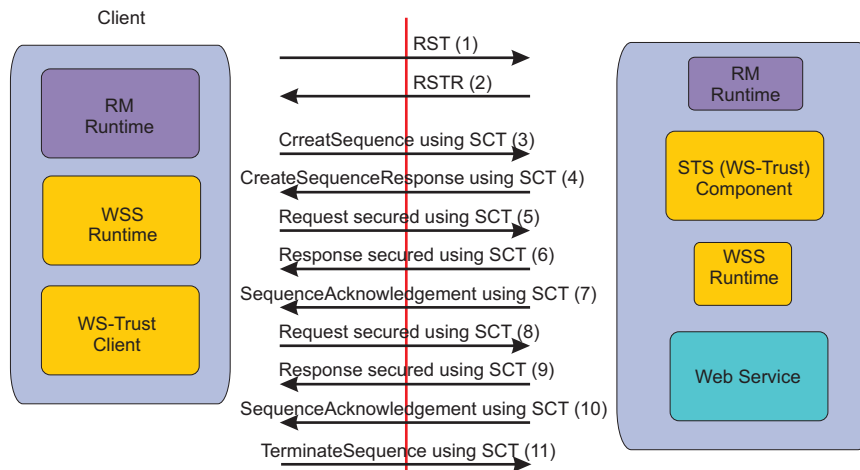 Client
RM
Runtime
WSS
Runtime
WS-Trust
Client
RST (1)
RSTR (2)
CrreatSequence using SCT (3)
CreateSequenceResponse using SCT (4)
Request secured using SCT (5)
Response secured using SCT (6)
SequenceAcknowledgement using SCT (7)
Request secured using SCT (8)
Response secured using SCT (9)
SequenceAcknowledgement using SCT (10)
TerminateSequence using SCT (11)
RM
Runtime
STS (WS-Trust)
Component
WSS
Runtime
Web Service